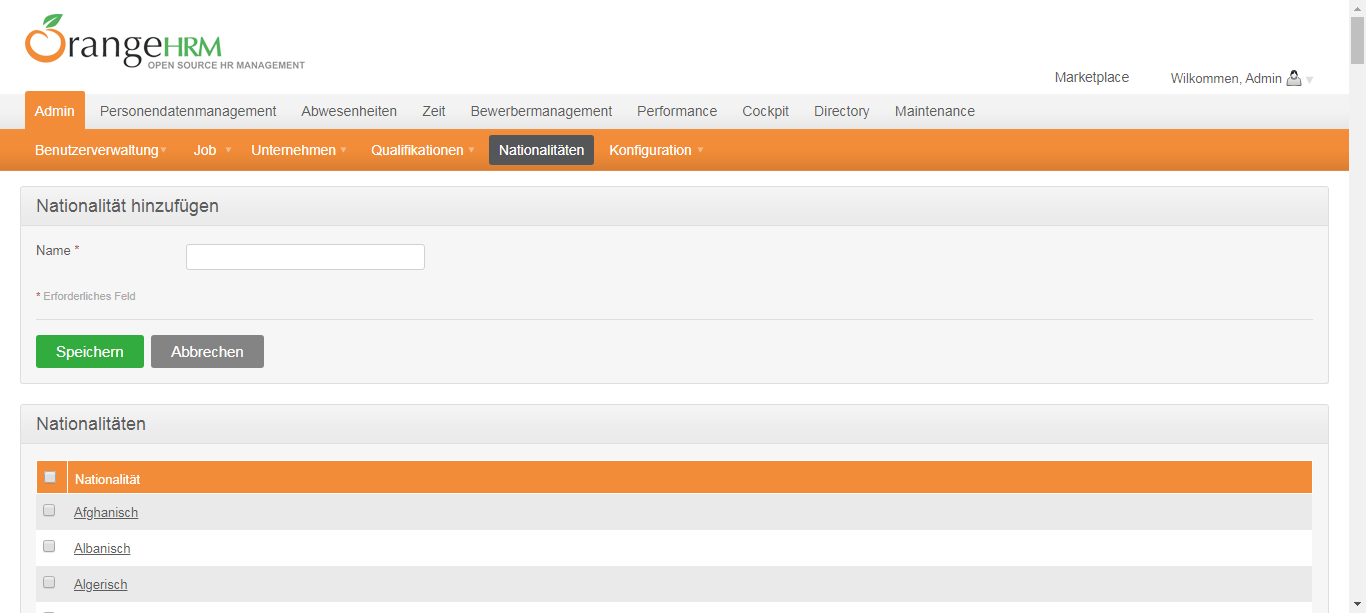 OrangeHRM
OPEN SOURCE HR MANAGEMENT
Marketplace Wilkommen, Admin
Admin Personendatenmanagement Abwesenheiten Zeit Bewerbermanagement Performance Cockpit Directory Maintenance
Benutzerverwaltung Job Unternehmen Qualifikationen Nationalitäten Konfiguration
Nationalität hinzufügen
Name *
* Erforderliches Feld
Speichern Abbrechen
Nationalitäten
Nationalität
Afghanisch
Albanisch
Algerisch